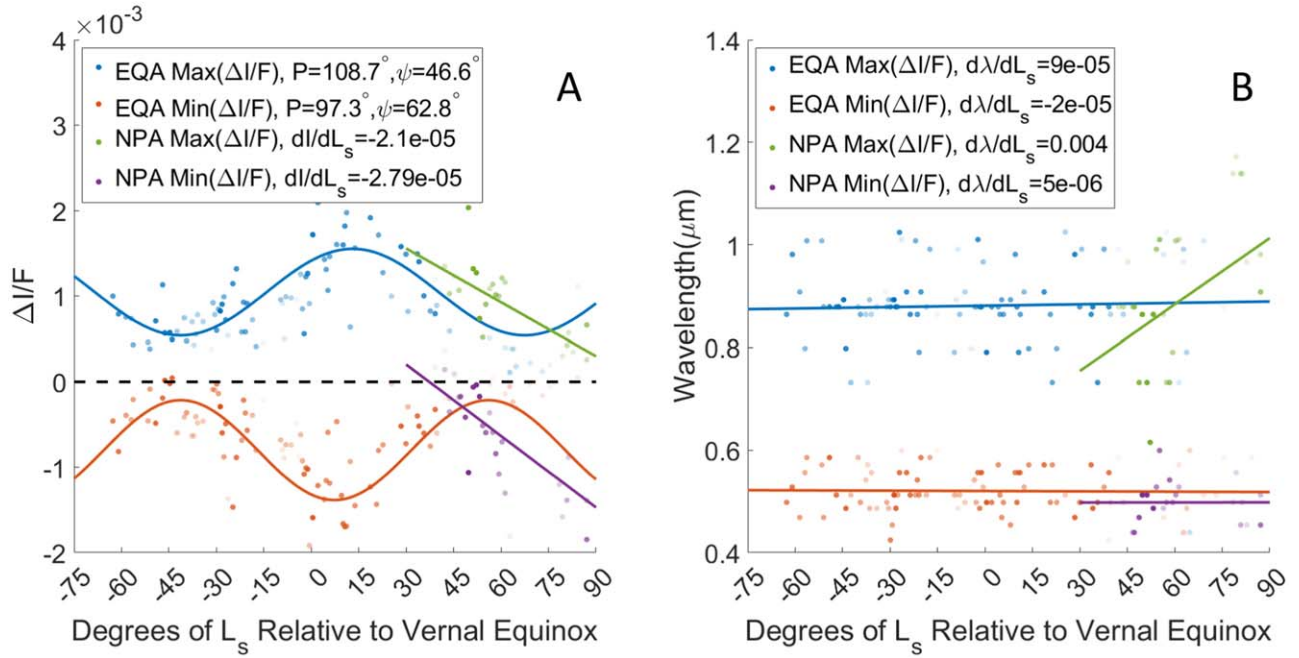 ×10⁻³
4
3
2
1
0
-1
-2
ΔI/F
EQA Max(ΔI/F), P=108.7°,ψ=46.6°
EQA Min(ΔI/F), P=97.3°,ψ=62.8°
NPA Max(ΔI/F), dI/dLₛ=-2.1e-05
NPA Min(ΔI/F), dI/dLₛ=-2.79e-05
A
-75 -60 -45 -30 -15 0 15 30 45 60 75 90
Degrees of Lₛ Relative to Vernal Equinox
1.4
1.2
1
0.8
0.6
0.4
Wavelength(μm)
EQA Max(ΔI/F), dλ/dLₛ=9e-05
EQA Min(ΔI/F), dλ/dLₛ=-2e-05
NPA Max(ΔI/F), dλ/dLₛ=0.004
NPA Min(ΔI/F), dλ/dLₛ=5e-06
B
-75 -60 -45 -30 -15 0 15 30 45 60 75 90
Degrees of Lₛ Relative to Vernal Equinox